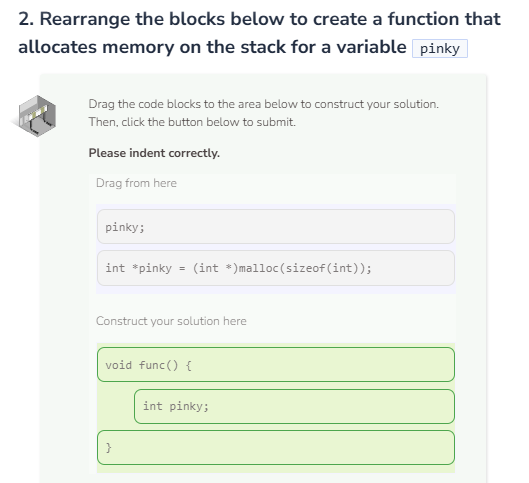 2. Rearrange the blocks below to create a function that
allocates memory on the stack for a variable pinky
Drag the code blocks to the area below to construct your solution.
Then, click the button below to submit.
Please indent correctly.
Drag from here
pinky;
int *pinky = (int *)malloc(sizeof(int));
Construct your solution here
void func() {
int pinky;
}